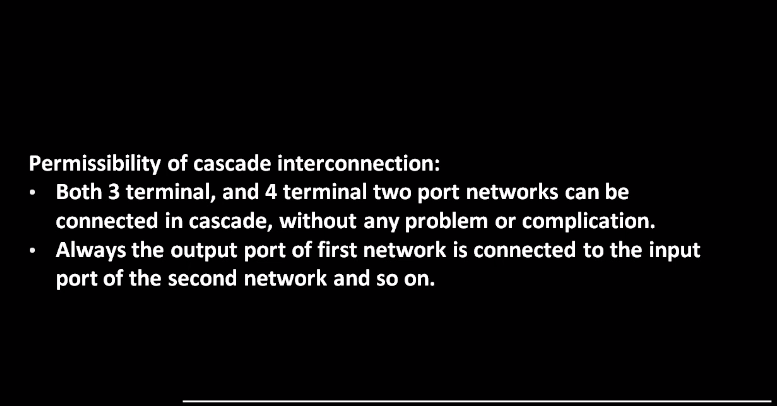 Permissibility of cascade interconnection:
• Both 3 terminal, and 4 terminal two port networks can be
connected in cascade, without any problem or complication.
• Always the output port of first network is connected to the input
port of the second network and so on.